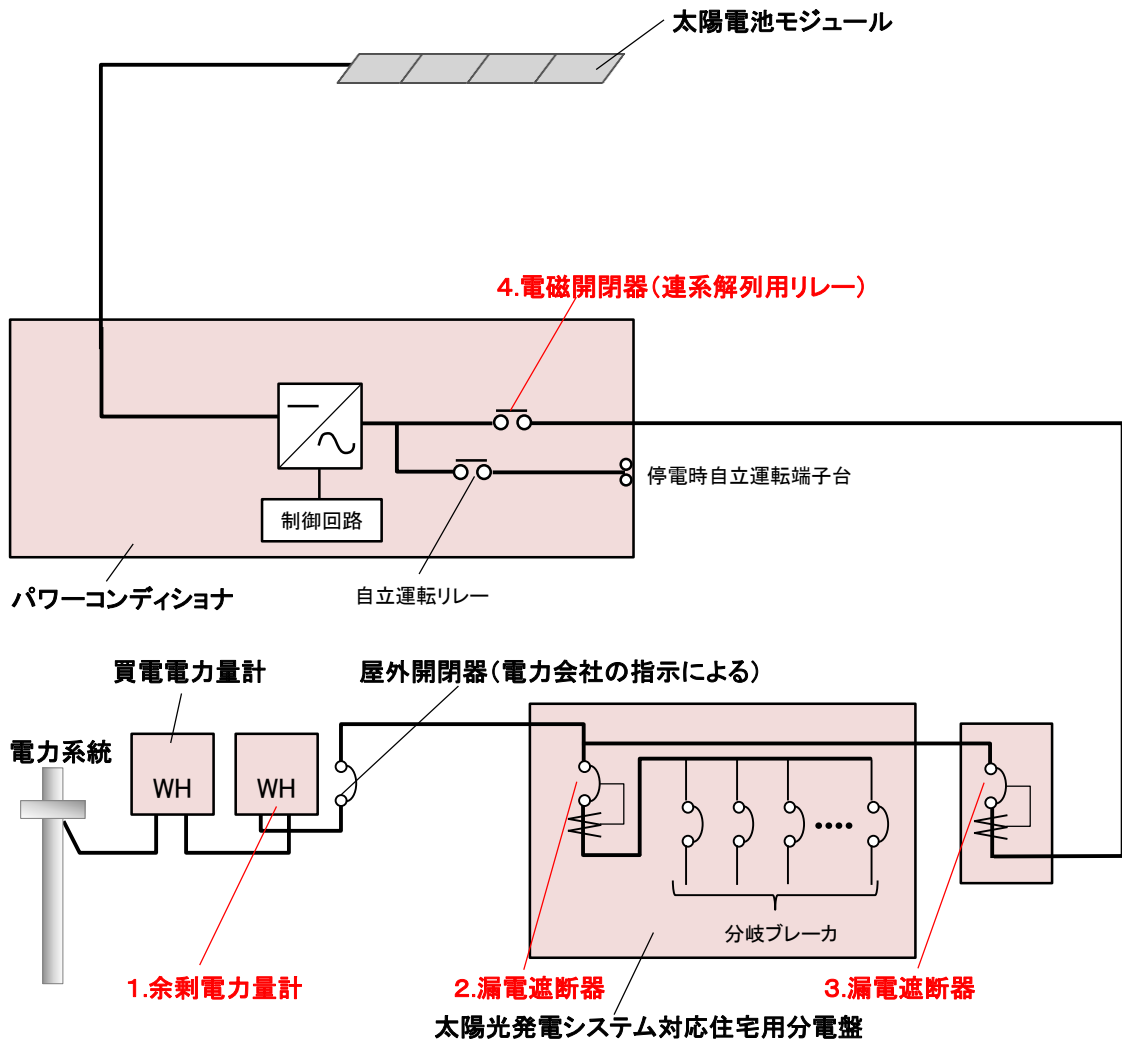 太陽電池モジュール
4.電磁開閉器(連系解列用リレー)
停電時自立運転端子台
制御回路
パワーコンディショナ
自立運転リレー
買電電力量計
屋外開閉器(電力会社の指示による)
電力系統
WH
WH
分岐ブレーカ
1.余剰電力量計
2.漏電遮断器
3.漏電遮断器
太陽光発電システム対応住宅用分電盤